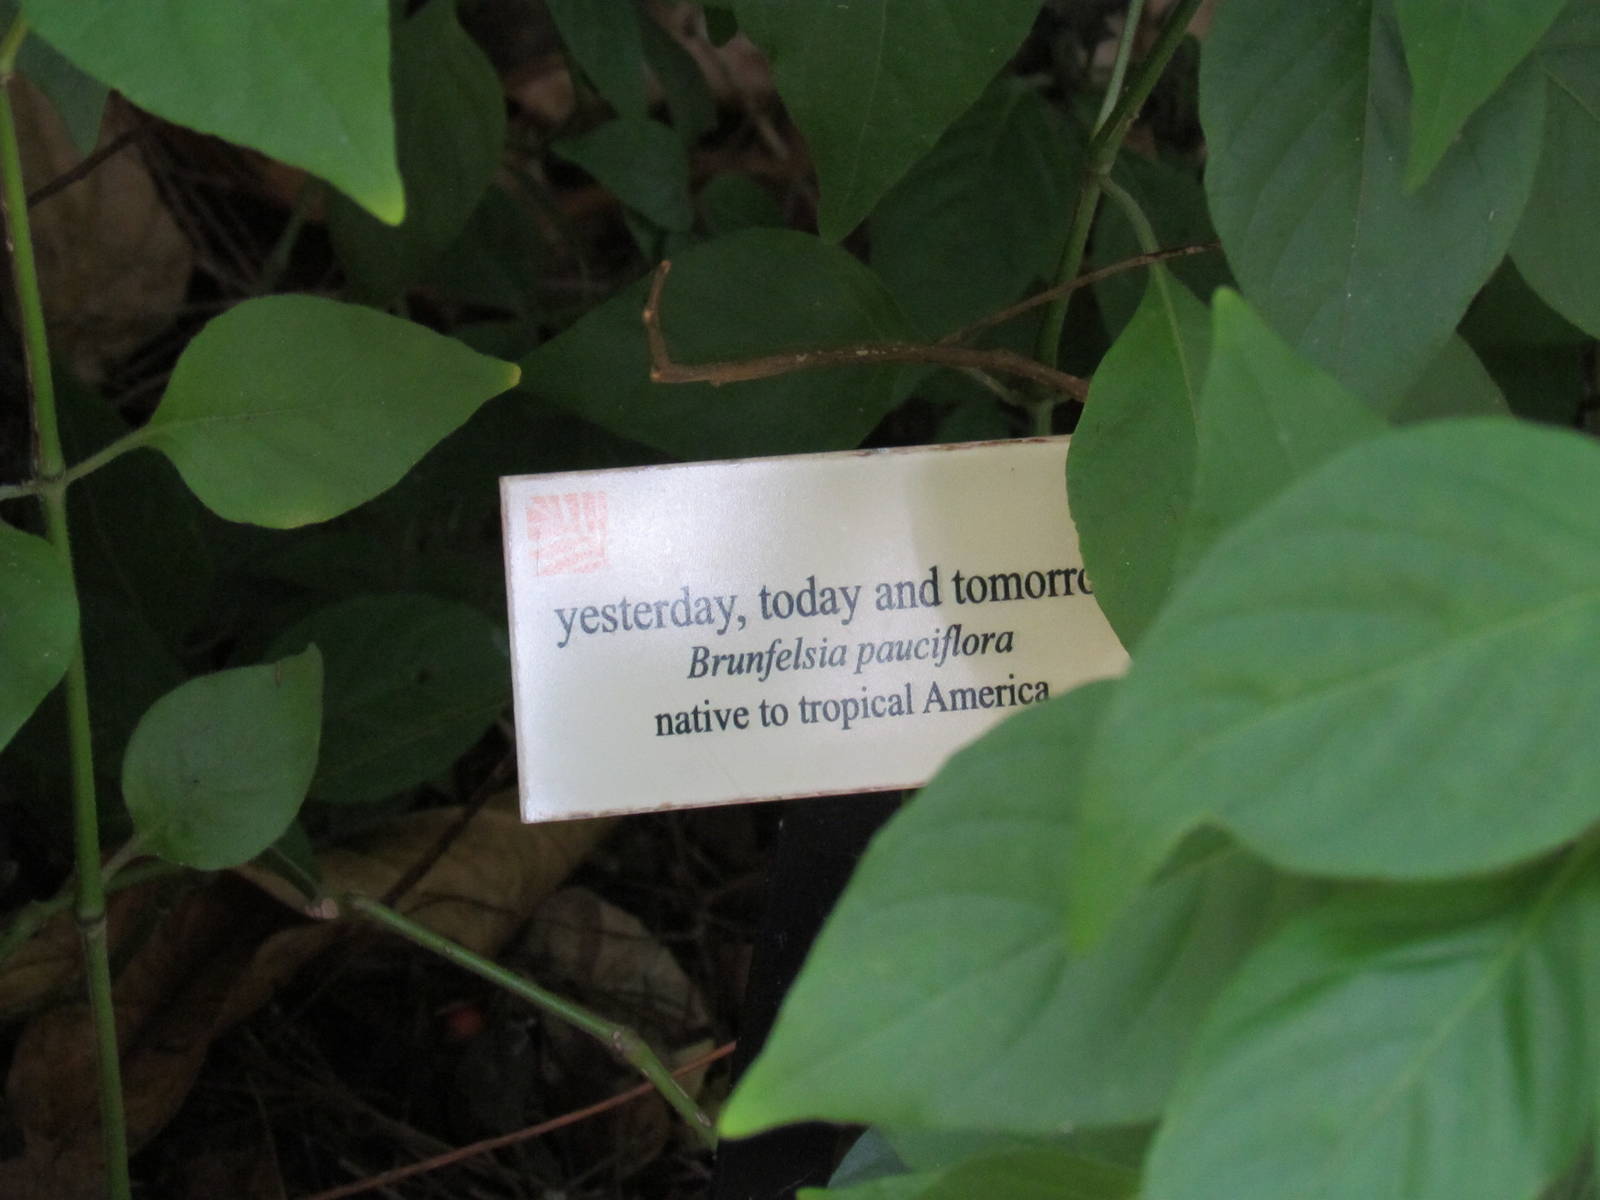 yesterday, today and tomorro
Brunfelsia pauciflora
native to tropical America